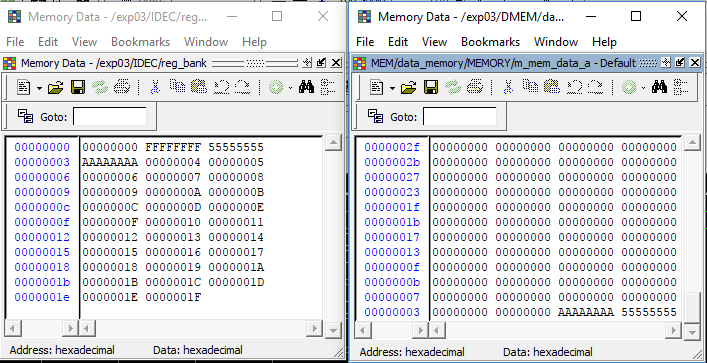 Memory Data - /exp03/IDEC/reg...
File Edit View Bookmarks Window
Memory Data - /exp03/IDEC/reg_bank
Goto:
00000000 00000000 FFFFFFFF 55555555
00000003 AAAAAAAA 00000004 00000005
00000006 00000006 00000007 00000008
00000009 00000009 0000000A 0000000B
0000000c 0000000C 0000000D 0000000E
0000000f 0000000F 00000010 00000011
00000012 00000012 00000013 00000014
00000015 00000015 00000016 00000017
00000018 00000018 00000019 0000001A
0000001b 0000001B 0000001C 0000001D
0000001e 0000001E 0000001F
Address: hexadecimal Data: hexadecimal
Memory Data - /exp03/DMEM/da...
File Edit View Bookmarks Window
MEM/data_memory/MEMORY/m_mem_data_a - Default
Goto:
0000002f 00000000 00000000 00000000 00000000
0000002b 00000000 00000000 00000000 00000000
00000027 00000000 00000000 00000000 00000000
00000023 00000000 00000000 00000000 00000000
0000001f 00000000 00000000 00000000 00000000
0000001b 00000000 00000000 00000000 00000000
00000017 00000000 00000000 00000000 00000000
00000013 00000000 00000000 00000000 00000000
0000000f 00000000 00000000 00000000 00000000
0000000b 00000000 00000000 00000000 00000000
00000007 00000000 00000000 00000000 00000000
00000003 00000000 00000000 AAAAAAAA 55555555
Address: hexadecimal Data: hexadecimal